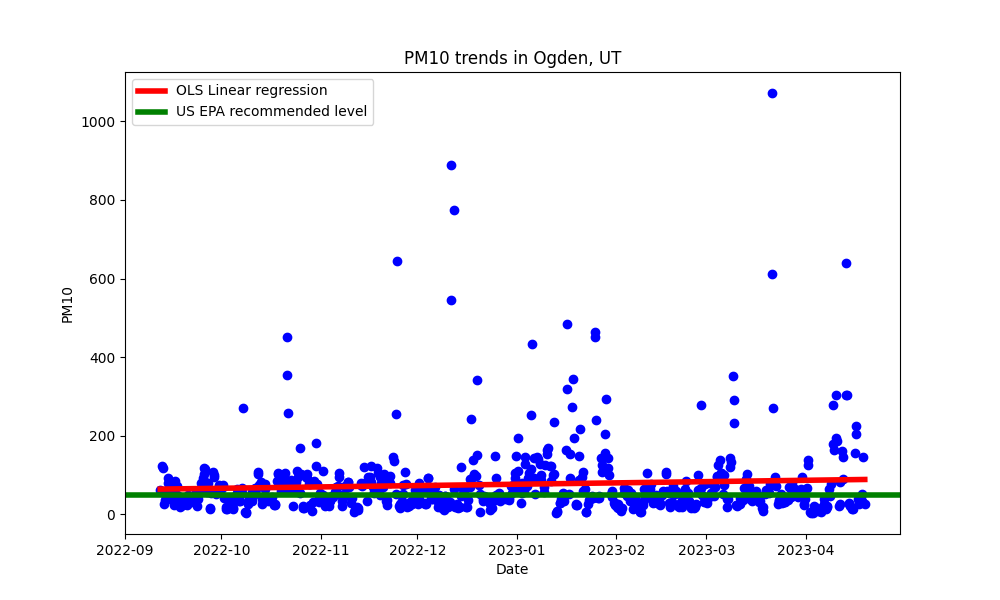 PM10 trends in Ogden, UT
OLS Linear regression
US EPA recommended level
1000
800
600
400
200
0
PM10
2022-09 2022-10 2022-11 2022-12 2023-01 2023-02 2023-03 2023-04
Date